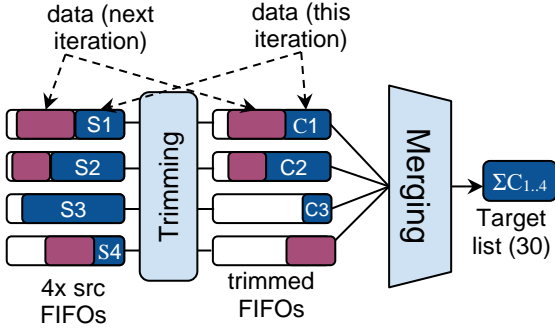 data (next
iteration)
data (this
iteration)
S1
C1
S2
C2
S3
C3
S4
Trimming
Merging
ΣC1..4
Target
list (30)
4x src
FIFOs
trimmed
FIFOs